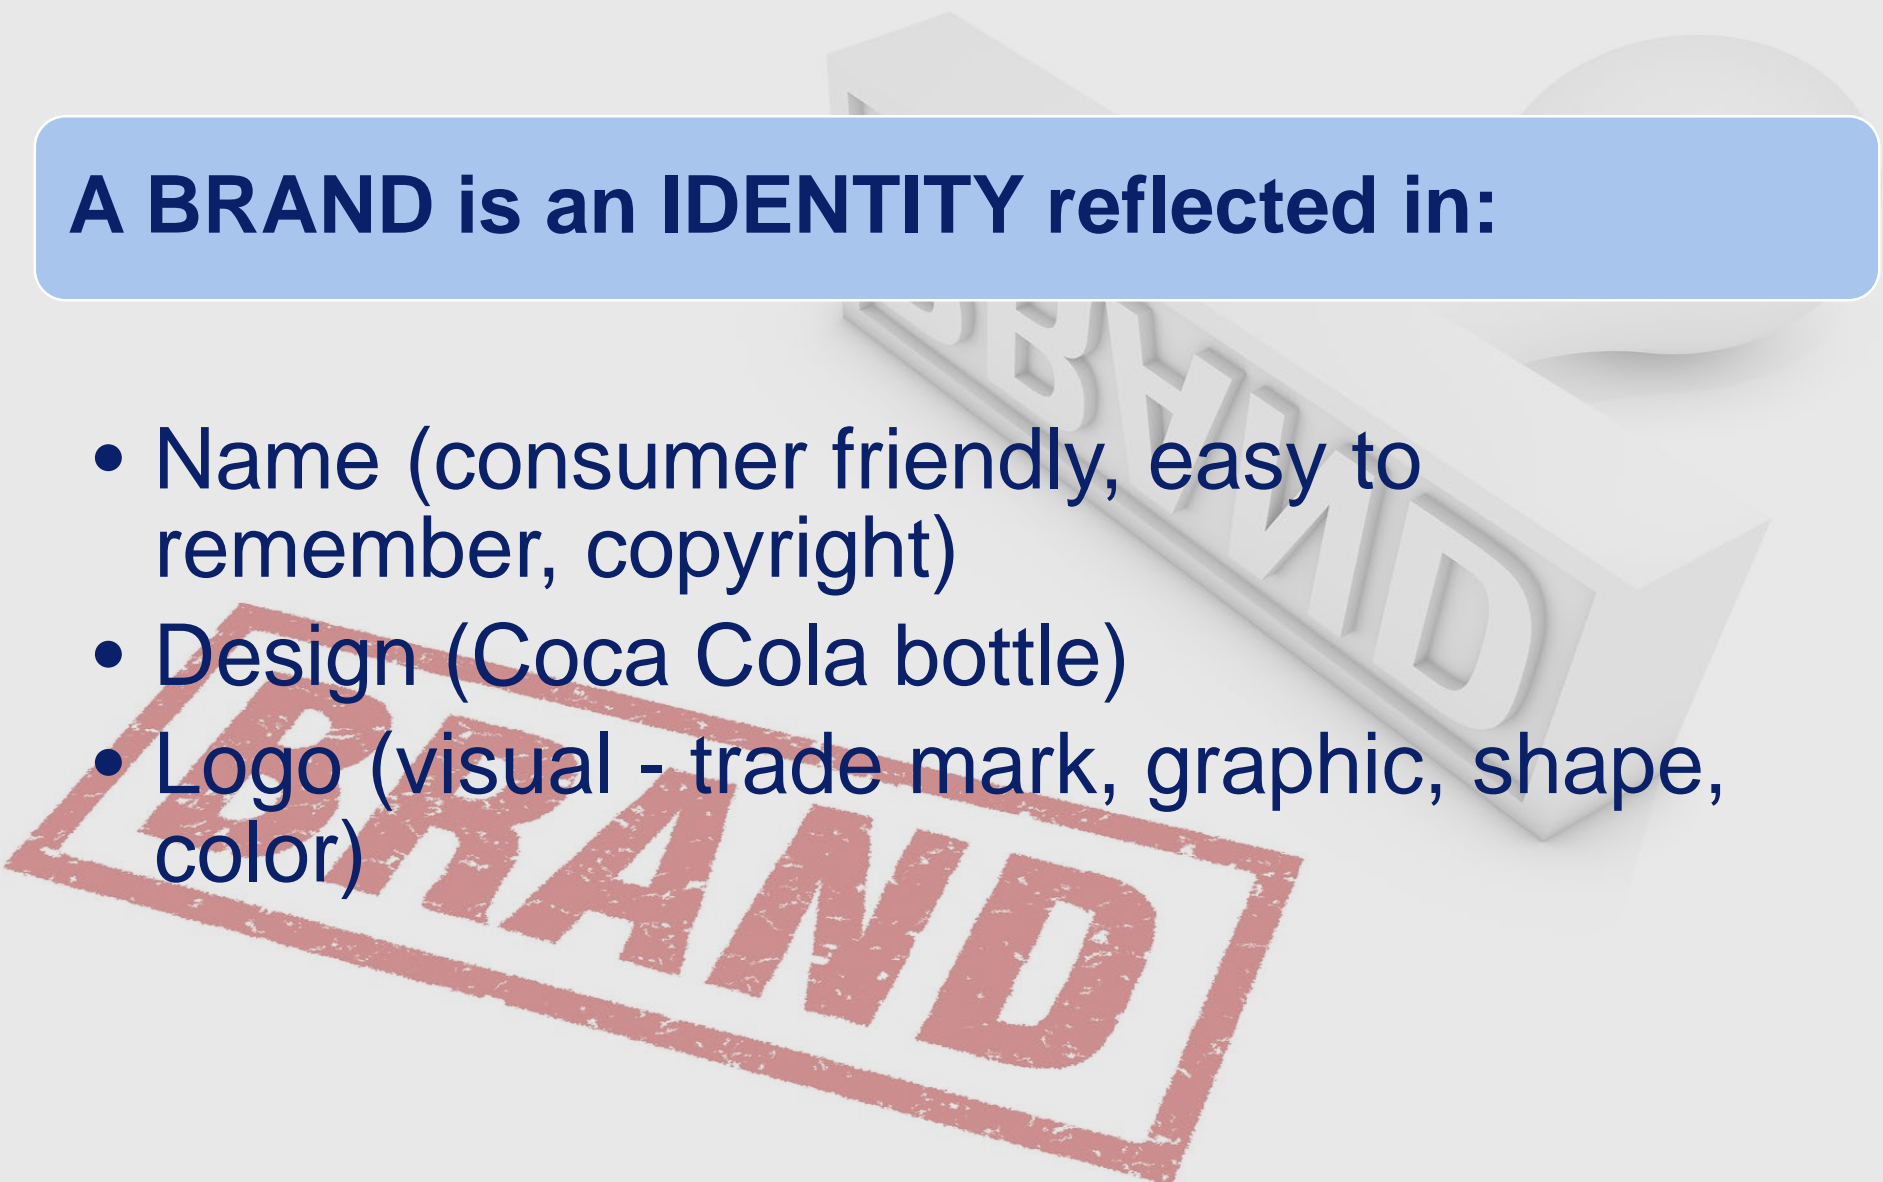 A BRAND is an IDENTITY reflected in:
• Name (consumer friendly, easy to
remember, copyright)
• Design (Coca Cola bottle)
• Logo (visual - trade mark, graphic, shape,
color)
BRAND
BRAND